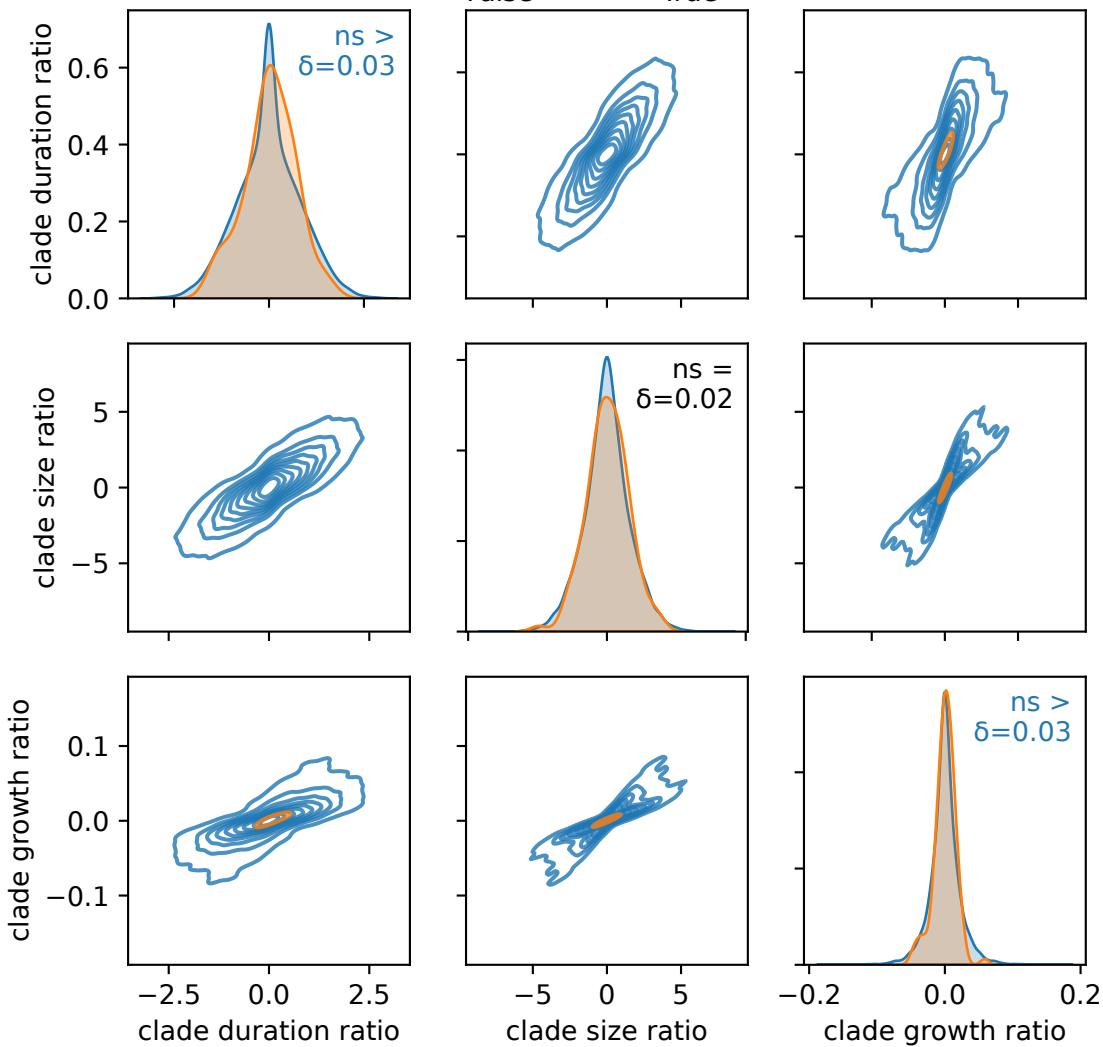 clade duration ratio
0.6
0.4
0.2
0.0
ns >
δ=0.03
clade size ratio
5
0
−5
−5
0
5
ns =
δ=0.02
clade growth ratio
0.1
0.0
−0.1
ns >
δ=0.03
−2.5
0.0
2.5
−5
0
5
−0.2
0.0
0.2
clade duration ratio
clade size ratio
clade growth ratio